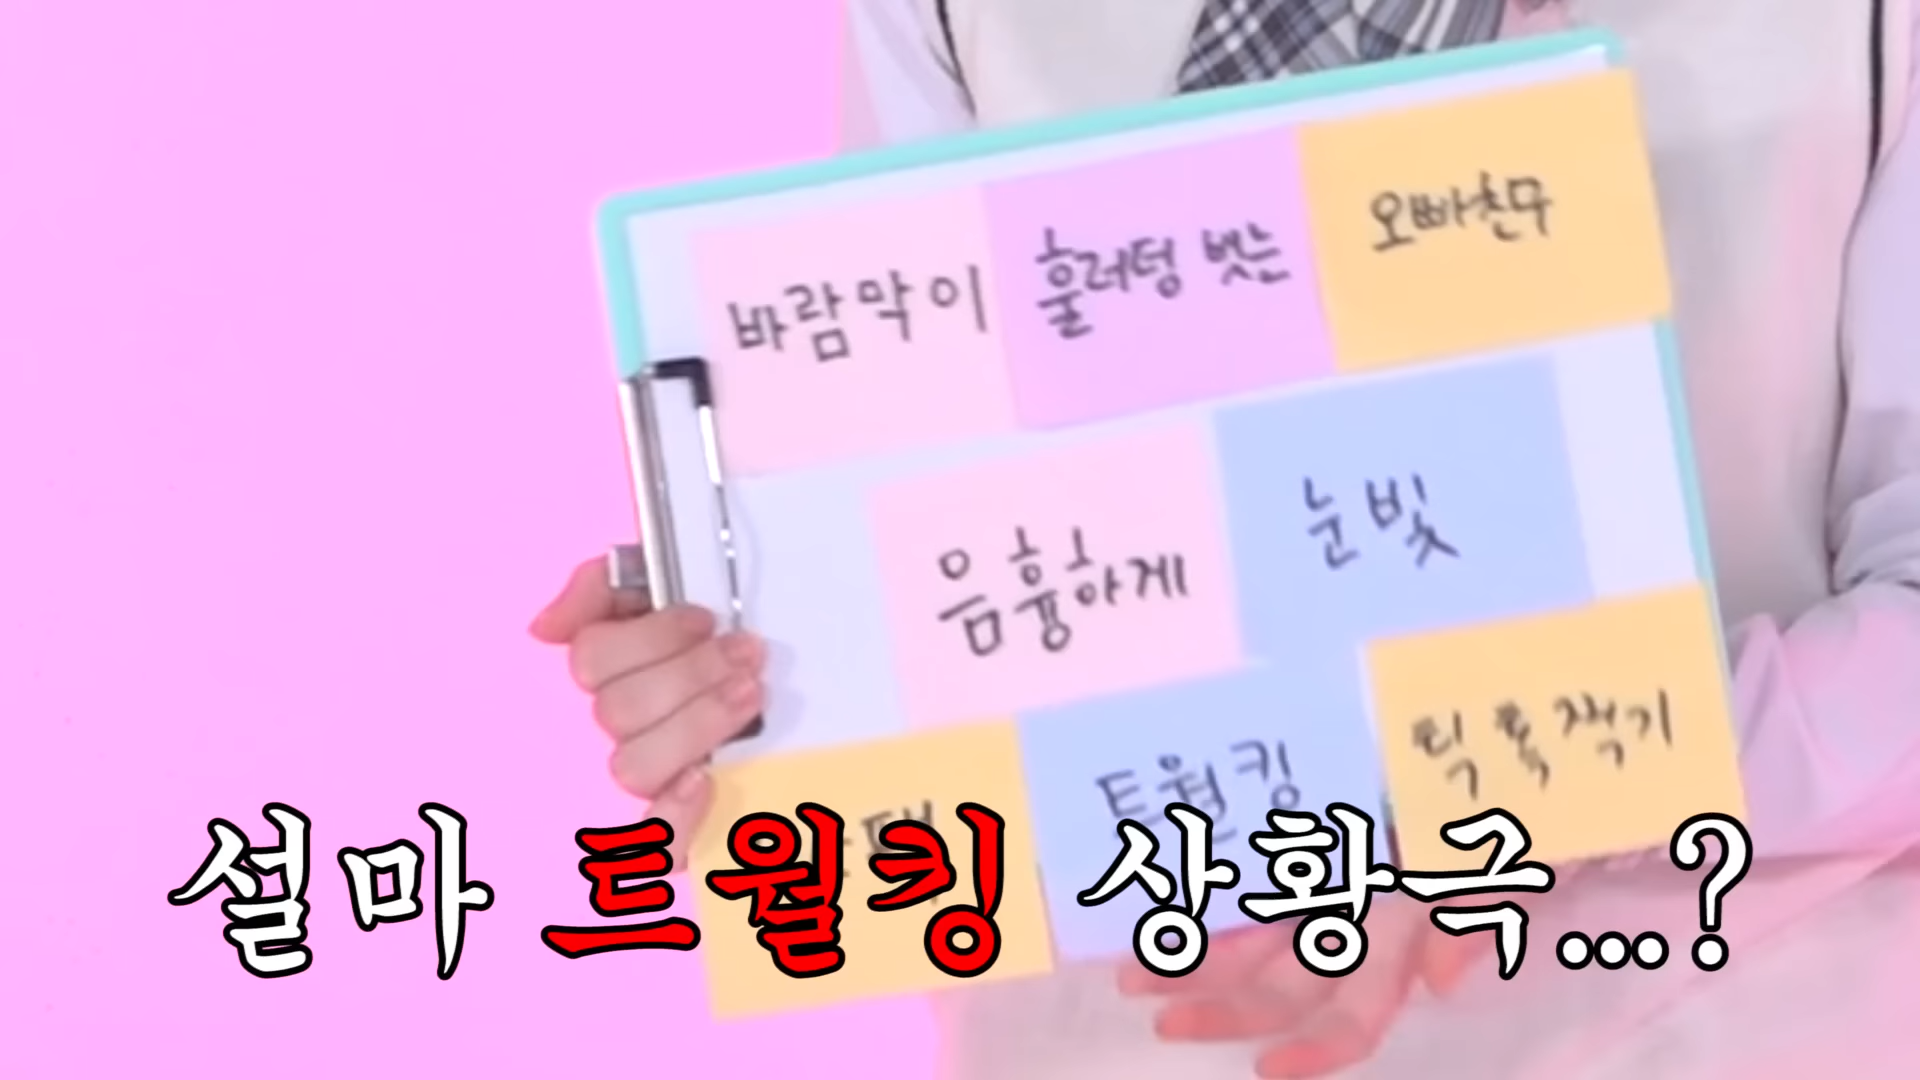 바람막이
훌러덩 벗는
오빠친구
음흉하게
눈빛
트월킹
틱톡찍기
설마 트월킹 상황극...?